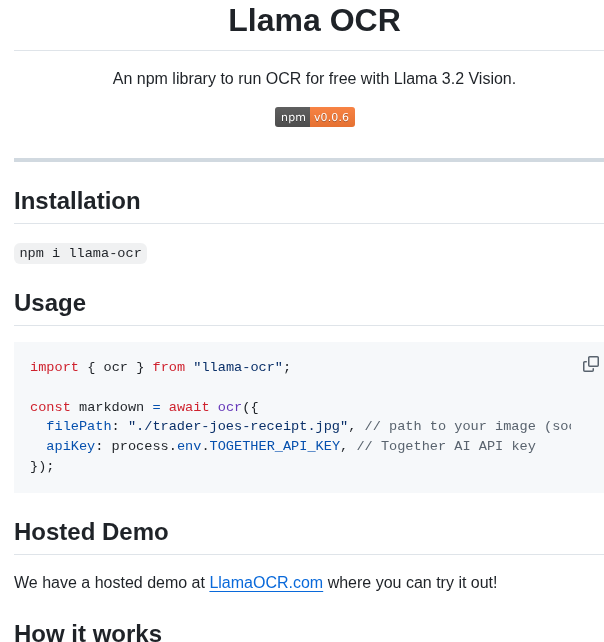 Llama OCR
An npm library to run OCR for free with Llama 3.2 Vision.
npm v0.0.6
Installation
npm i llama-ocr
Usage
import { ocr } from "llama-ocr";
const markdown = await ocr({
  filePath: "./trader-joes-receipt.jpg", // path to your image
  apiKey: process.env.TOGETHER_API_KEY, // Together AI API key
});
Hosted Demo
We have a hosted demo at LlamaOCR.com where you can try it out!
How it works